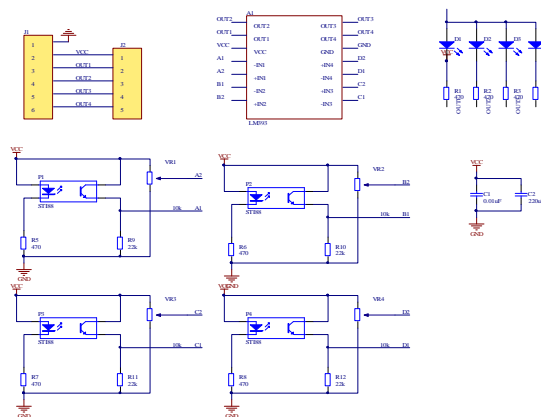 J1
1
2
3
4
5
6
VCC
OUT1
OUT2
OUT3
OUT4
J2
1
2
3
4
5
A1
OUT2
OUT1
VCC
A1
A2
B1
B2
OUT2
OUT1
VCC
-IN1
+IN1
-IN2
+IN2
OUT3
OUT4
GND
+IN4
-IN4
+IN3
-IN3
OUT3
OUT4
GND
D2
D1
C2
C1
LM393
D1
D2
D3
VCC
R1
420
R2
420
R3
420
OUT
OUT
OUT
VCC
P1
ST188
VR1
A2
10k
A1
R5
470
R9
22k
GND
VCC
P2
ST188
VR2
B2
10k
B1
R6
470
R10
22k
GND
VCC
C1
0.01uF
C2
220u
GND
VCC
P3
ST188
VR3
C2
10k
C1
R7
470
R11
22k
GND
P4
ST188
VR4
D2
10k
D1
R8
470
R12
22k
GND